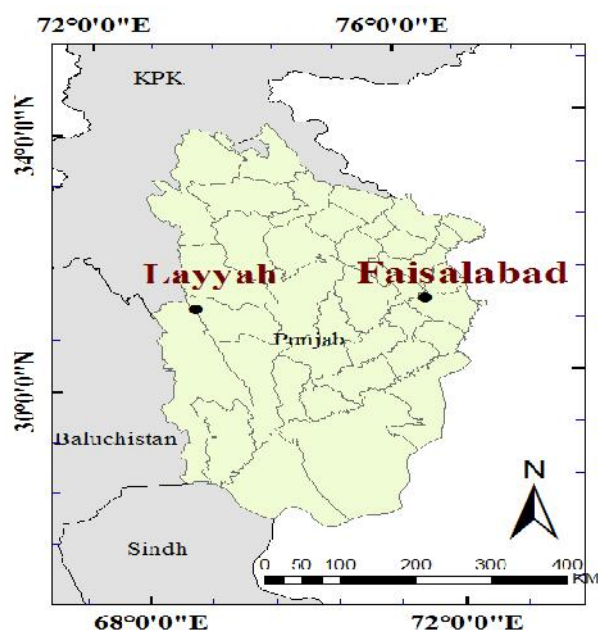 72°0'0"E 76°0'0"E
KPK
34°0'0"N
Layyah Faisalabad
Punjab
30°0'0"N
Baluchistan
N
Sindh
0 50 100 200 300 400
KM
68°0'0"E 72°0'0"E